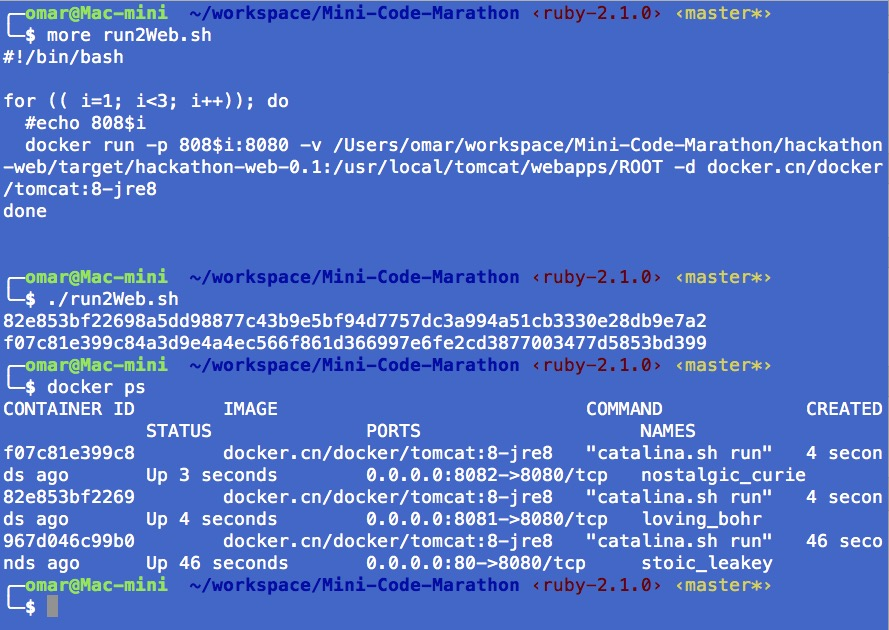 ╭─omar@Mac-mini  ~/workspace/Mini-Code-Marathon ‹ruby-2.1.0› ‹master*›
╰─$ more run2Web.sh
#!/bin/bash
for (( i=1; i<3; i++)); do
  #echo 808$i
  docker run -p 808$i:8080 -v /Users/omar/workspace/Mini-Code-Marathon/hackathon
-web/target/hackathon-web-0.1:/usr/local/tomcat/webapps/ROOT -d docker.cn/docker
/tomcat:8-jre8
done
╭─omar@Mac-mini  ~/workspace/Mini-Code-Marathon ‹ruby-2.1.0› ‹master*›
╰─$ ./run2Web.sh
82e853bf22698a5dd98877c43b9e5bf94d7757dc3a994a51cb3330e28db9e7a2
f07c81e399c84a3d9e4a4ec566f861d366997e6fe2cd3877003477d5853bd399
╭─omar@Mac-mini  ~/workspace/Mini-Code-Marathon ‹ruby-2.1.0› ‹master*›
╰─$ docker ps
CONTAINER ID        IMAGE                            COMMAND             CREATED
             STATUS              PORTS                    NAMES
f07c81e399c8        docker.cn/docker/tomcat:8-jre8   "catalina.sh run"   4 secon
ds ago       Up 3 seconds        0.0.0.0:8082->8080/tcp   nostalgic_curie
82e853bf2269        docker.cn/docker/tomcat:8-jre8   "catalina.sh run"   4 secon
ds ago       Up 4 seconds        0.0.0.0:8081->8080/tcp   loving_bohr
967d046c99b0        docker.cn/docker/tomcat:8-jre8   "catalina.sh run"   46 seco
nds ago      Up 46 seconds       0.0.0.0:80->8080/tcp     stoic_leakey
╭─omar@Mac-mini  ~/workspace/Mini-Code-Marathon ‹ruby-2.1.0› ‹master*›
╰─$